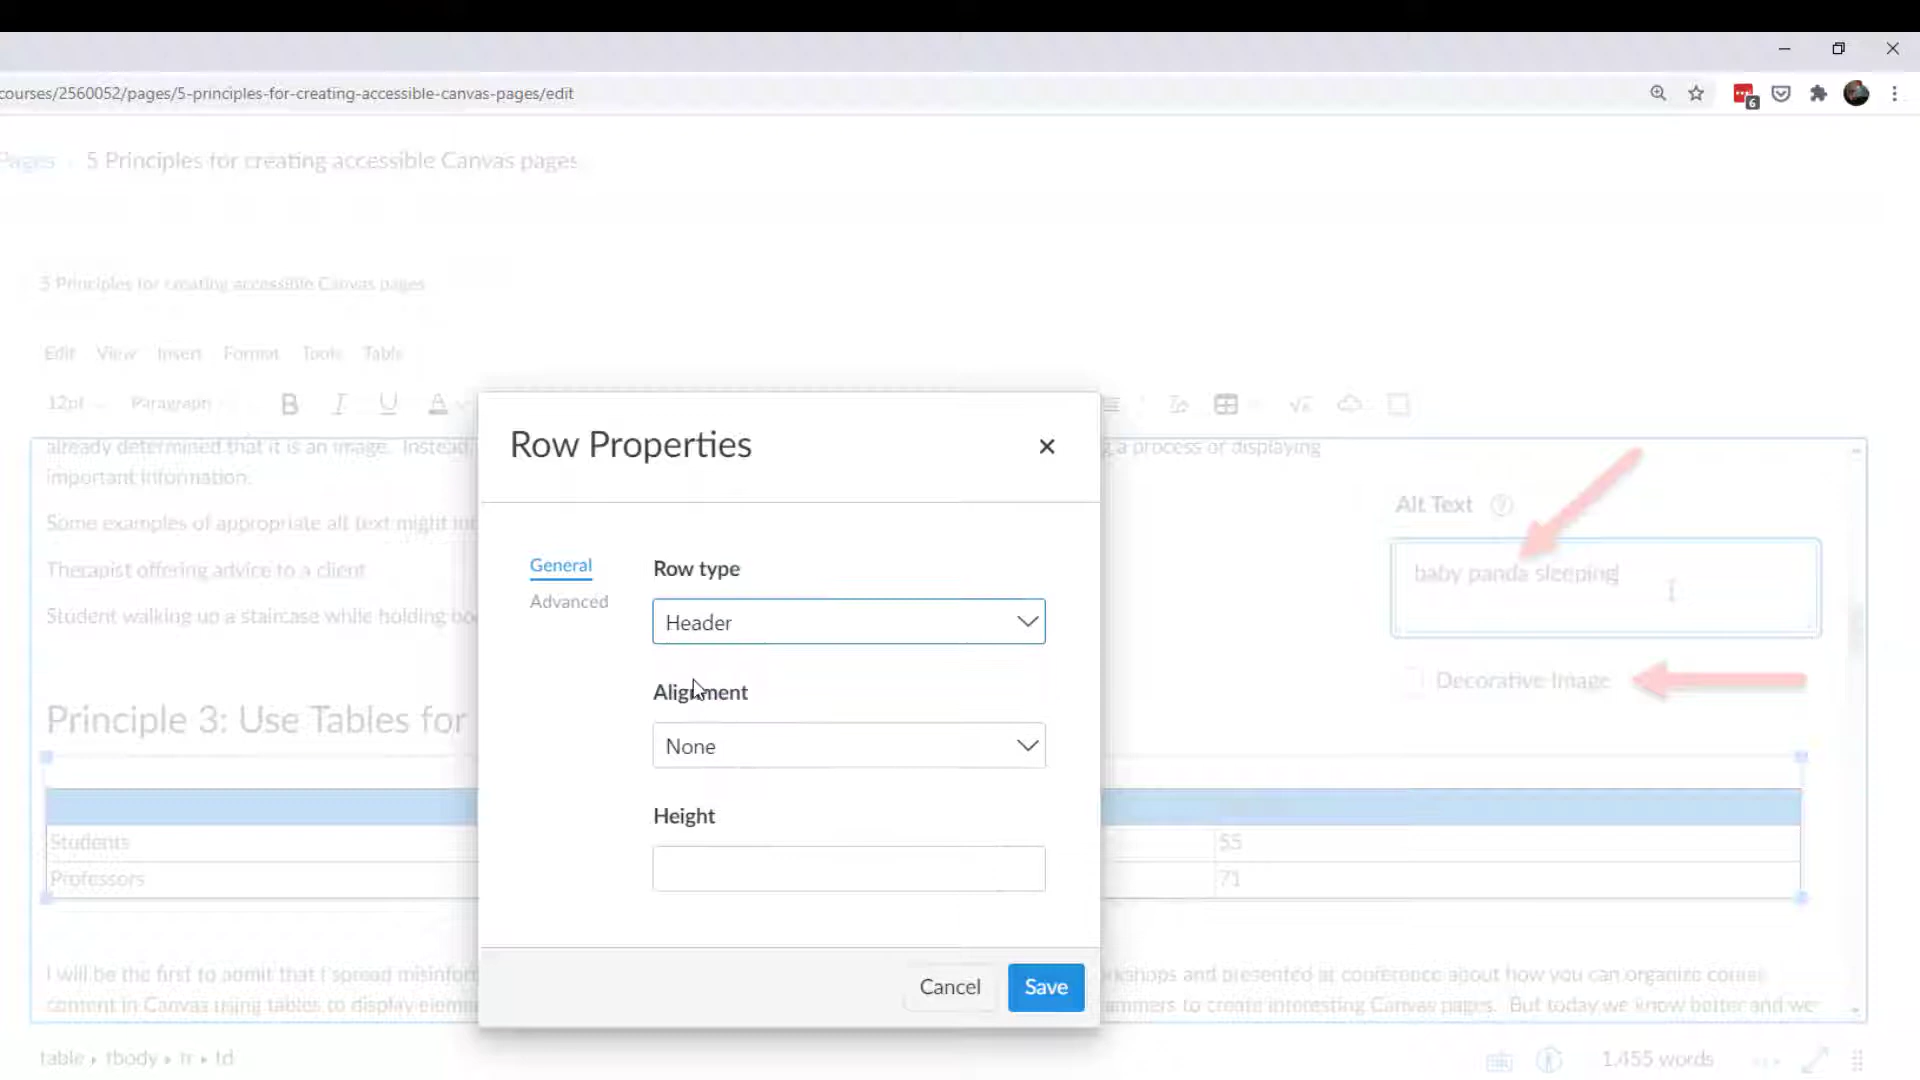 courses/2560052/pages/5-principles-for-creating-accessible-canvas-pages/edit
6
Pages 5 Principles for creating accessible Canvas pages
5 Principles for creating accessible Canvas pages
Edit View Insert Format Tools Table
12pt Paragraph B I U A
already determined that it is an image. Instead, g a process or displaying
important information.
Some examples of appropriate alt text might in
Therapist offering advice to a client
Student walking up a staircase while holding bo
Alt Text ?
baby panda sleeping
Decorative Image
Principle 3: Use Tables for
Students 55
Professors 71
I will be the first to admit that I spread misinfor kshops and presented at conference about how you can organize course
content in Canvas using tables to display elem ammers to create interesting Canvas pages. But today we know better and we
table ▸ tbody ▸ tr ▸ td
1,455 words
Row Properties
General
Advanced
Row type
Header
Alignment
None
Height
Cancel Save